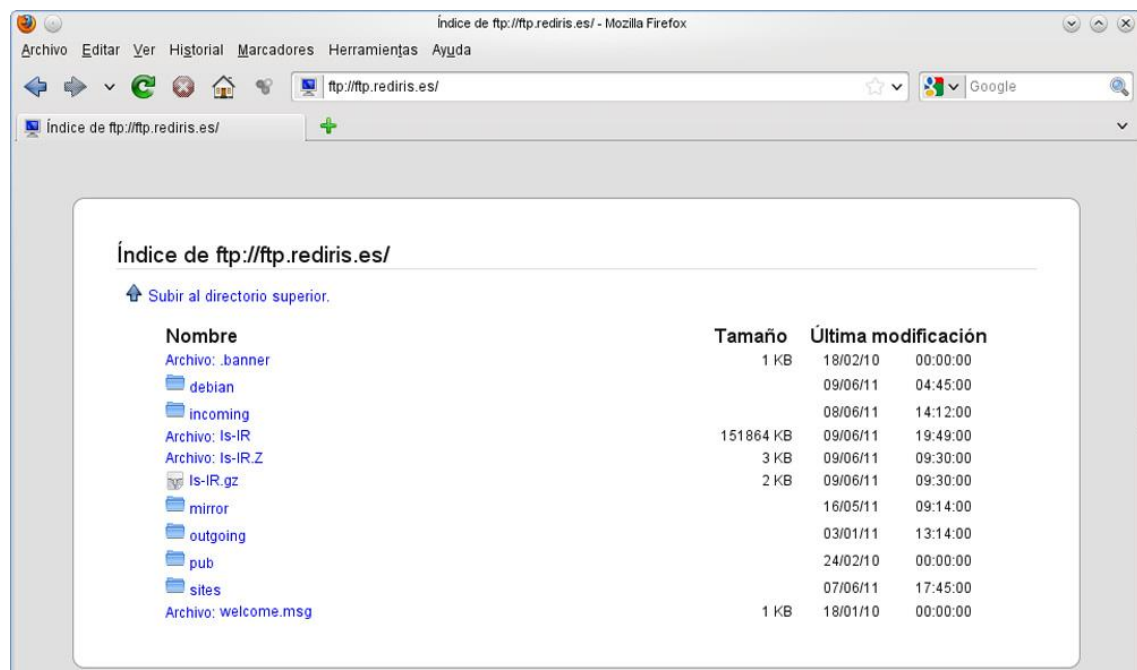 Índice de ftp://ftp.rediris.es/ - Mozilla Firefox
Archivo Editar Ver Historial Marcadores Herramientas Ayuda
ftp://ftp.rediris.es/ Google
Índice de ftp://ftp.rediris.es/
Índice de ftp://ftp.rediris.es/
Subir al directorio superior.
Nombre Tamaño Última modificación
Archivo: .banner 1 KB 18/02/10 00:00:00
debian 09/06/11 04:45:00
incoming 08/06/11 14:12:00
Archivo: ls-lR 151864 KB 09/06/11 19:49:00
Archivo: ls-lR.Z 3 KB 09/06/11 09:30:00
ls-lR.gz 2 KB 09/06/11 09:30:00
mirror 16/05/11 09:14:00
outgoing 03/01/11 13:14:00
pub 24/02/10 00:00:00
sites 07/06/11 17:45:00
Archivo: welcome.msg 1 KB 18/01/10 00:00:00